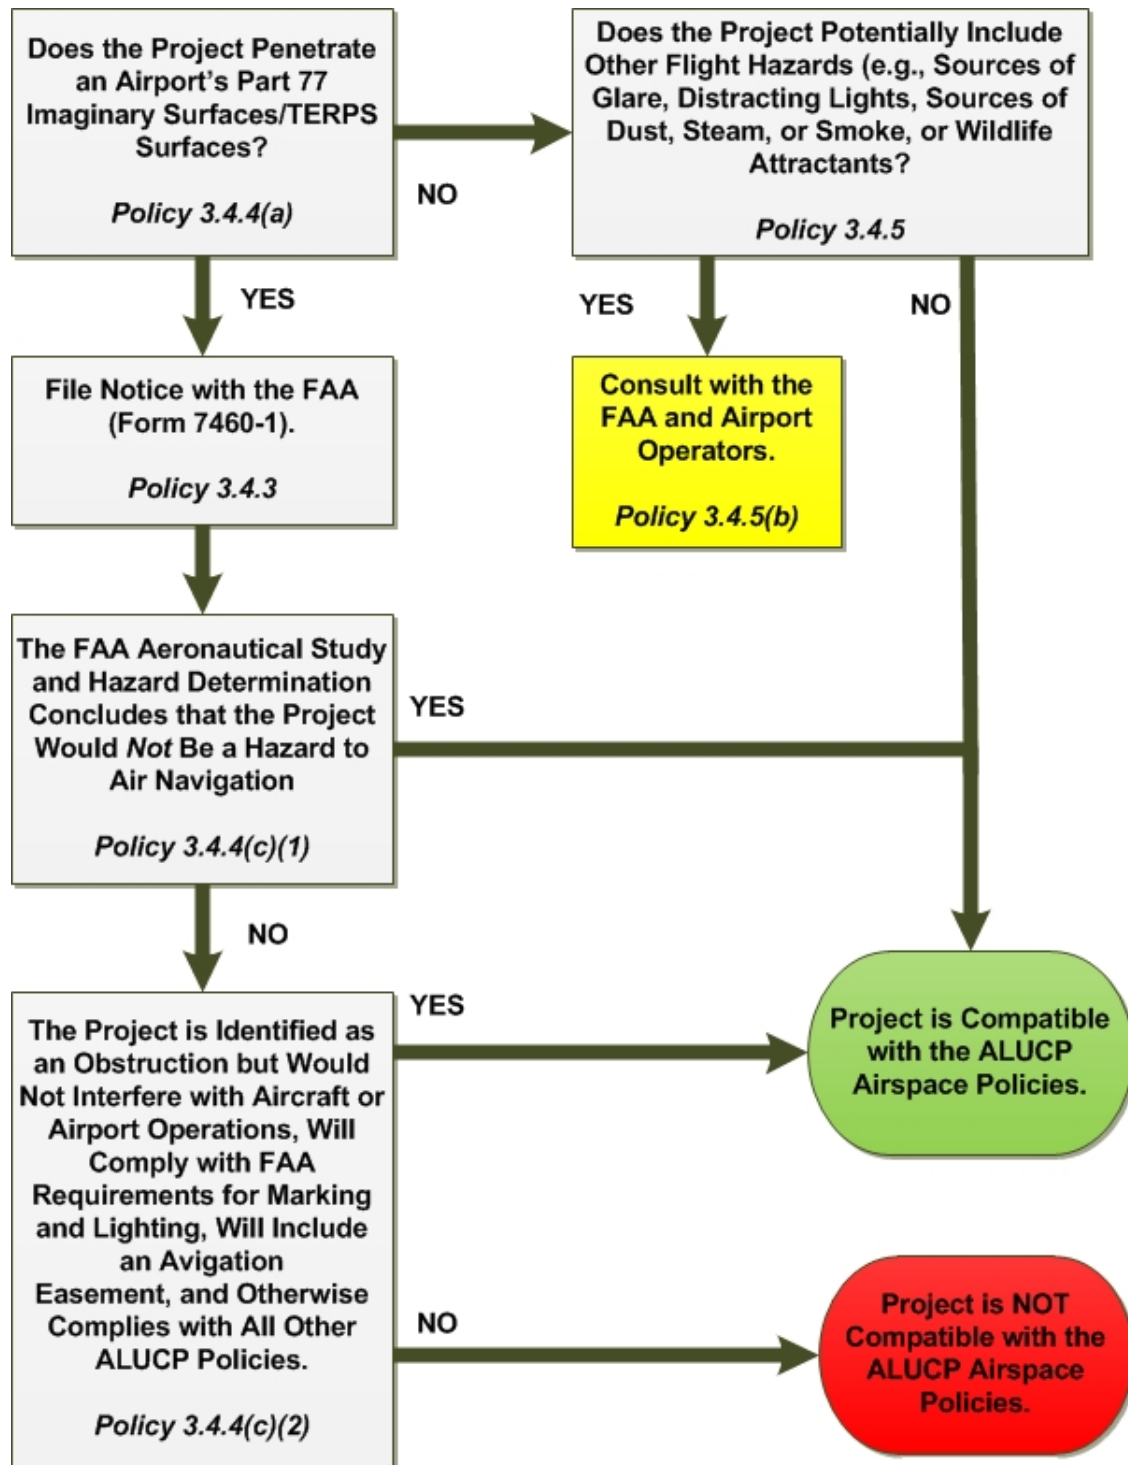 Does the Project Penetrate
an Airport's Part 77
Imaginary Surfaces/TERPS
Surfaces?
Policy 3.4.4(a)
NO
Does the Project Potentially Include
Other Flight Hazards (e.g., Sources of
Glare, Distracting Lights, Sources of
Dust, Steam, or Smoke, or Wildlife
Attractants?
Policy 3.4.5
YES
YES
NO
File Notice with the FAA
(Form 7460-1).
Policy 3.4.3
Consult with the
FAA and Airport
Operators.
Policy 3.4.5(b)
The FAA Aeronautical Study
and Hazard Determination
Concludes that the Project
Would Not Be a Hazard to
Air Navigation
Policy 3.4.4(c)(1)
YES
NO
The Project is Identified as
an Obstruction but Would
Not Interfere with Aircraft or
Airport Operations, Will
Comply with FAA
Requirements for Marking
and Lighting, Will Include
an Avigation
Easement, and Otherwise
Complies with All Other
ALUCP Policies.
Policy 3.4.4(c)(2)
YES
Project is Compatible
with the ALUCP
Airspace Policies.
NO
Project is NOT
Compatible with the
ALUCP Airspace
Policies.